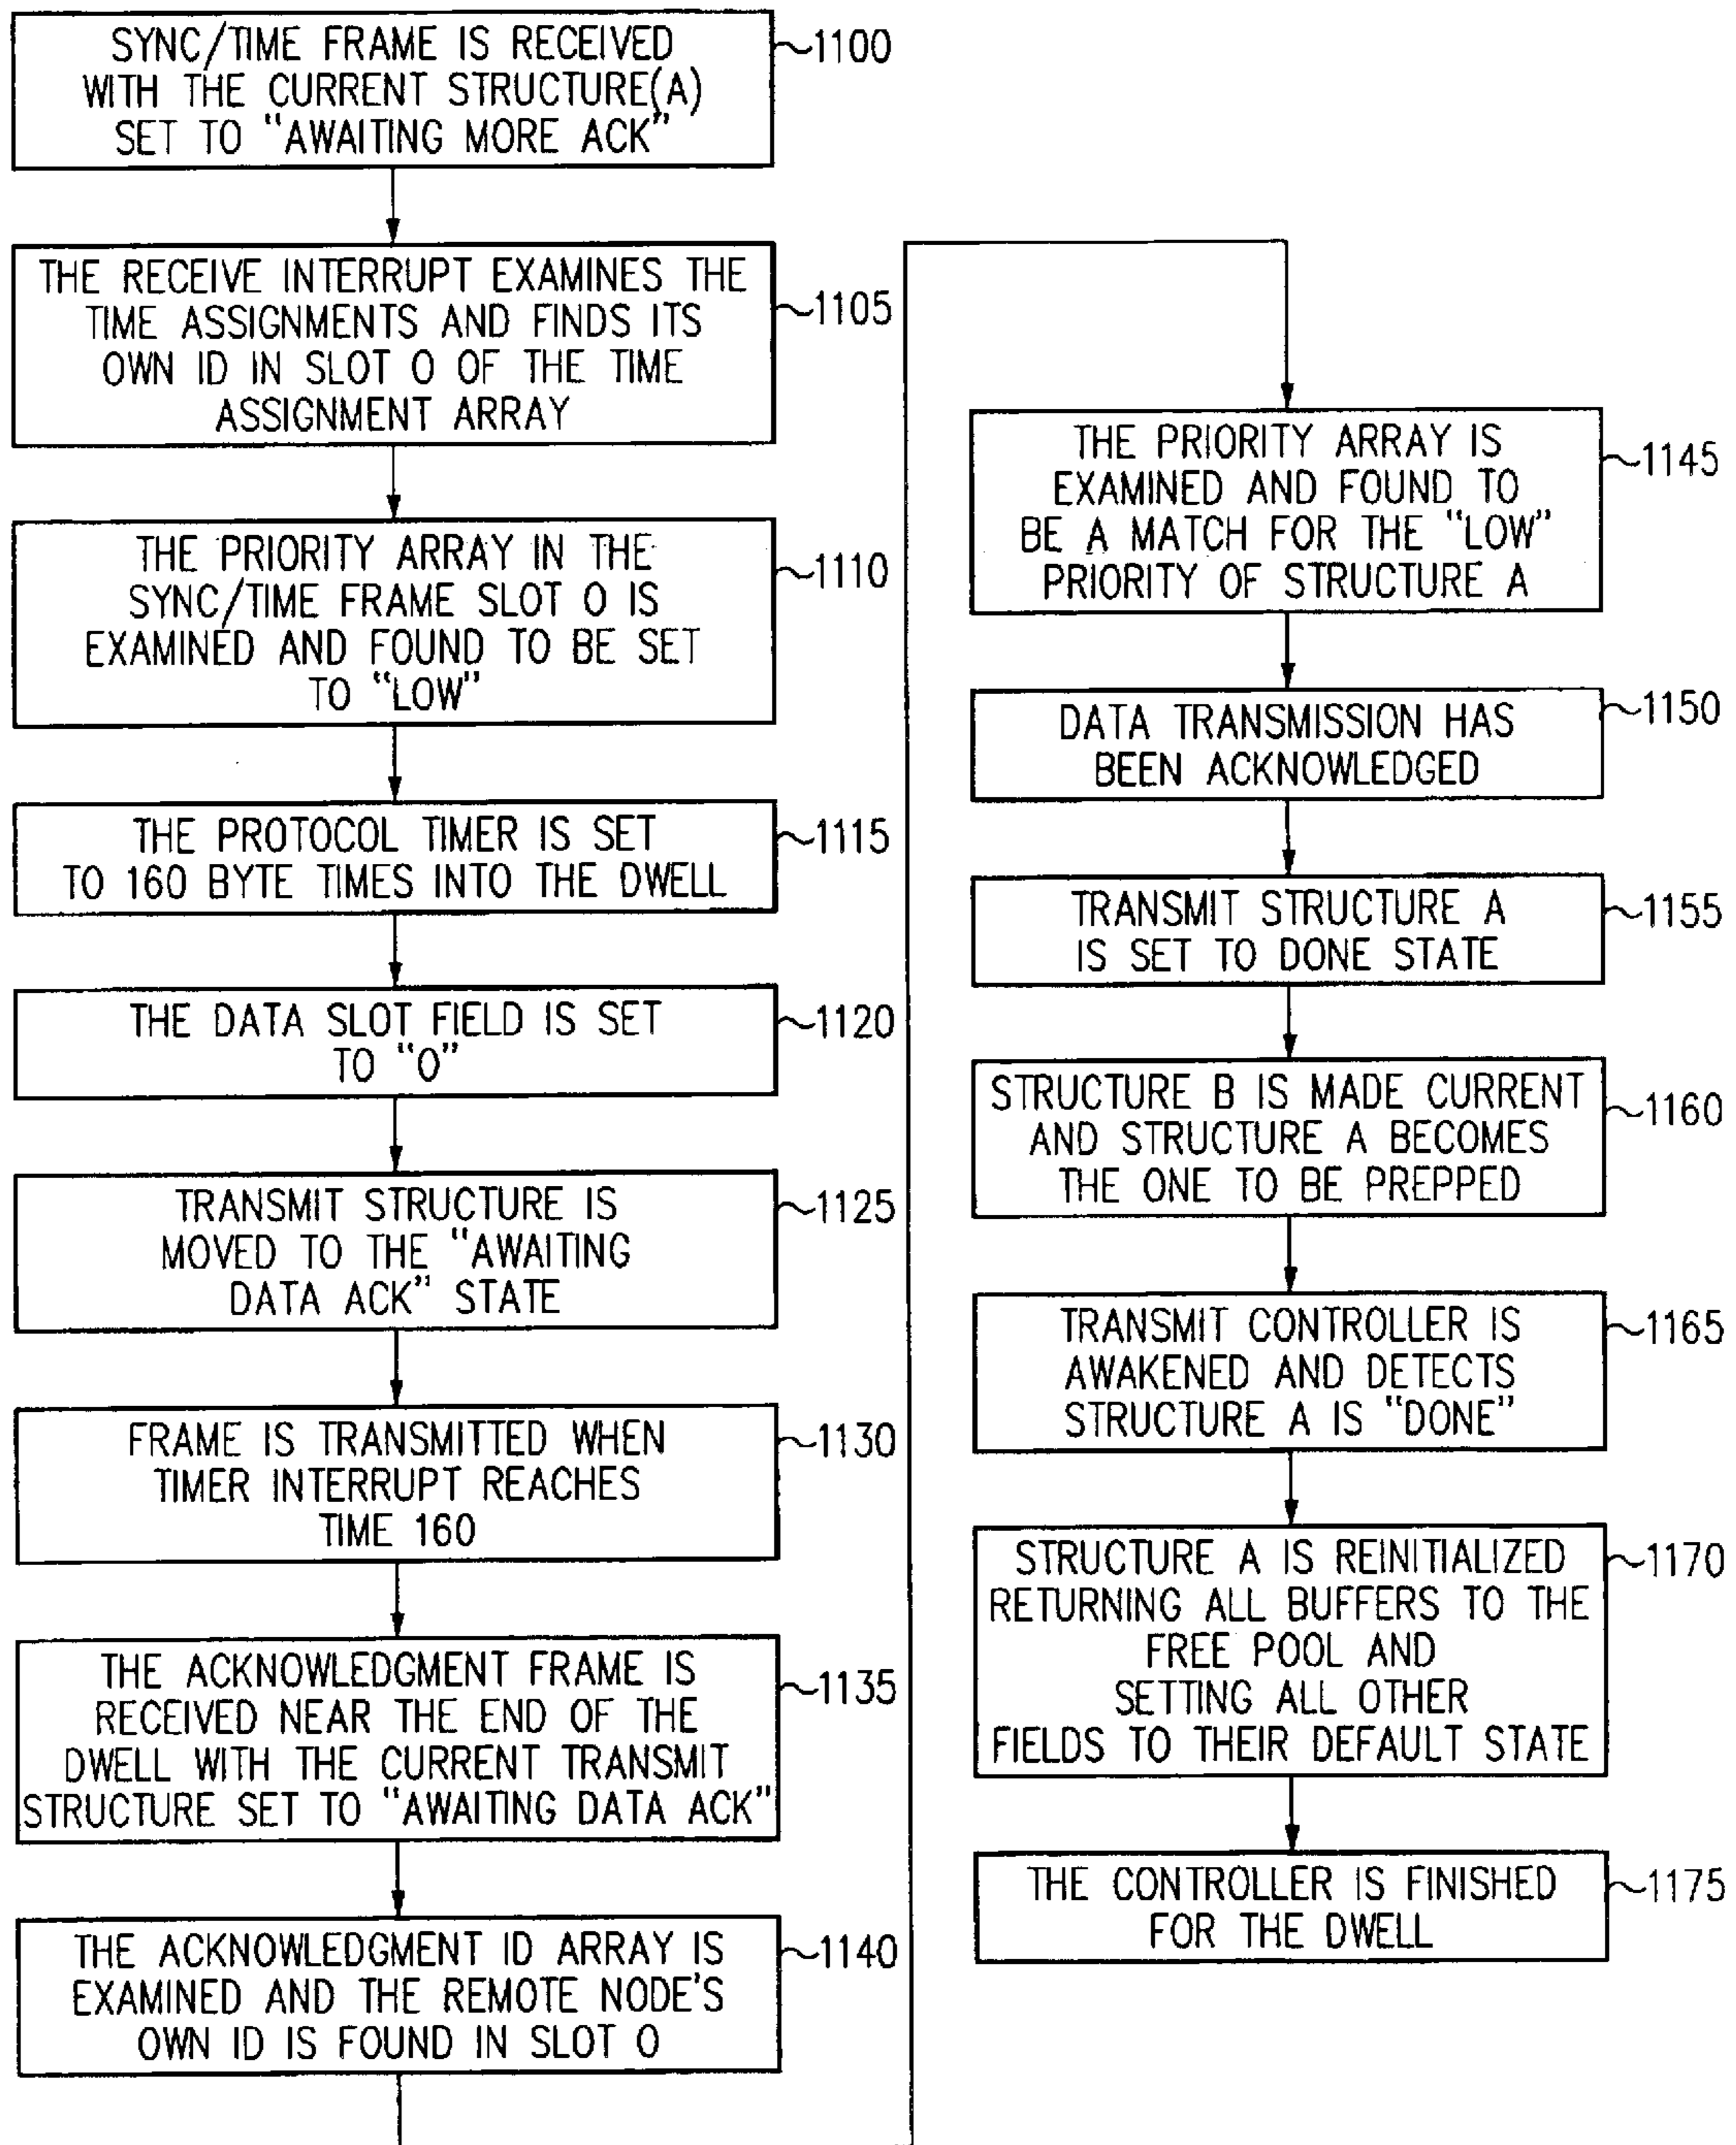 SYNC/TIME FRAME IS RECEIVED
WITH THE CURRENT STRUCTURE(A)
SET TO "AWAITING MORE ACK"
1100
THE RECEIVE INTERRUPT EXAMINES THE
TIME ASSIGNMENTS AND FINDS ITS
OWN ID IN SLOT 0 OF THE TIME
ASSIGNMENT ARRAY
1105
THE PRIORITY ARRAY IN THE
SYNC/TIME FRAME SLOT 0 IS
EXAMINED AND FOUND TO BE SET
TO "LOW"
1110
THE PROTOCOL TIMER IS SET
TO 160 BYTE TIMES INTO THE DWELL
1115
THE DATA SLOT FIELD IS SET
TO "0"
1120
TRANSMIT STRUCTURE IS
MOVED TO THE "AWAITING
DATA ACK" STATE
1125
FRAME IS TRANSMITTED WHEN
TIMER INTERRUPT REACHES
TIME 160
1130
THE ACKNOWLEDGMENT FRAME IS
RECEIVED NEAR THE END OF THE
DWELL WITH THE CURRENT TRANSMIT
STRUCTURE SET TO "AWAITING DATA ACK"
1135
THE ACKNOWLEDGMENT ID ARRAY IS
EXAMINED AND THE REMOTE NODE'S
OWN ID IS FOUND IN SLOT 0
1140
THE PRIORITY ARRAY IS
EXAMINED AND FOUND TO
BE A MATCH FOR THE "LOW"
PRIORITY OF STRUCTURE A
1145
DATA TRANSMISSION HAS
BEEN ACKNOWLEDGED
1150
TRANSMIT STRUCTURE A
IS SET TO DONE STATE
1155
STRUCTURE B IS MADE CURRENT
AND STRUCTURE A BECOMES
THE ONE TO BE PREPPED
1160
TRANSMIT CONTROLLER IS
AWAKENED AND DETECTS
STRUCTURE A IS "DONE"
1165
STRUCTURE A IS REINITIALIZED
RETURNING ALL BUFFERS TO THE
FREE POOL AND
SETTING ALL OTHER
FIELDS TO THEIR DEFAULT STATE
1170
THE CONTROLLER IS FINISHED
FOR THE DWELL
1175